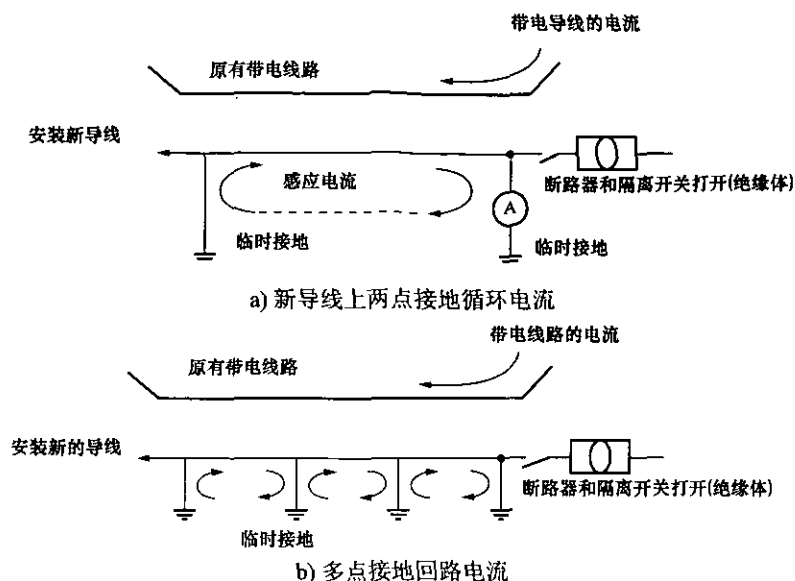 带电导线的电流
原有带电线路
安装新导线
感应电流
断路器和隔离开关打开(绝缘体)
A
临时接地
临时接地
a) 新导线上两点接地循环电流
带电线路的电流
原有带电线路
安装新的导线
断路器和隔离开关打开(绝缘体)
临时接地
b) 多点接地回路电流